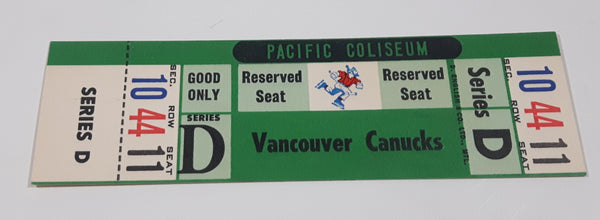 PACIFIC COLISEUM
SERIES D
SEC. ROW SEAT
10 44 11
GOOD
ONLY
SERIES
D
Reserved
Seat
Reserved
Seat
Vancouver Canucks
Series
D
SEC. ROW SEAT
10 44 11